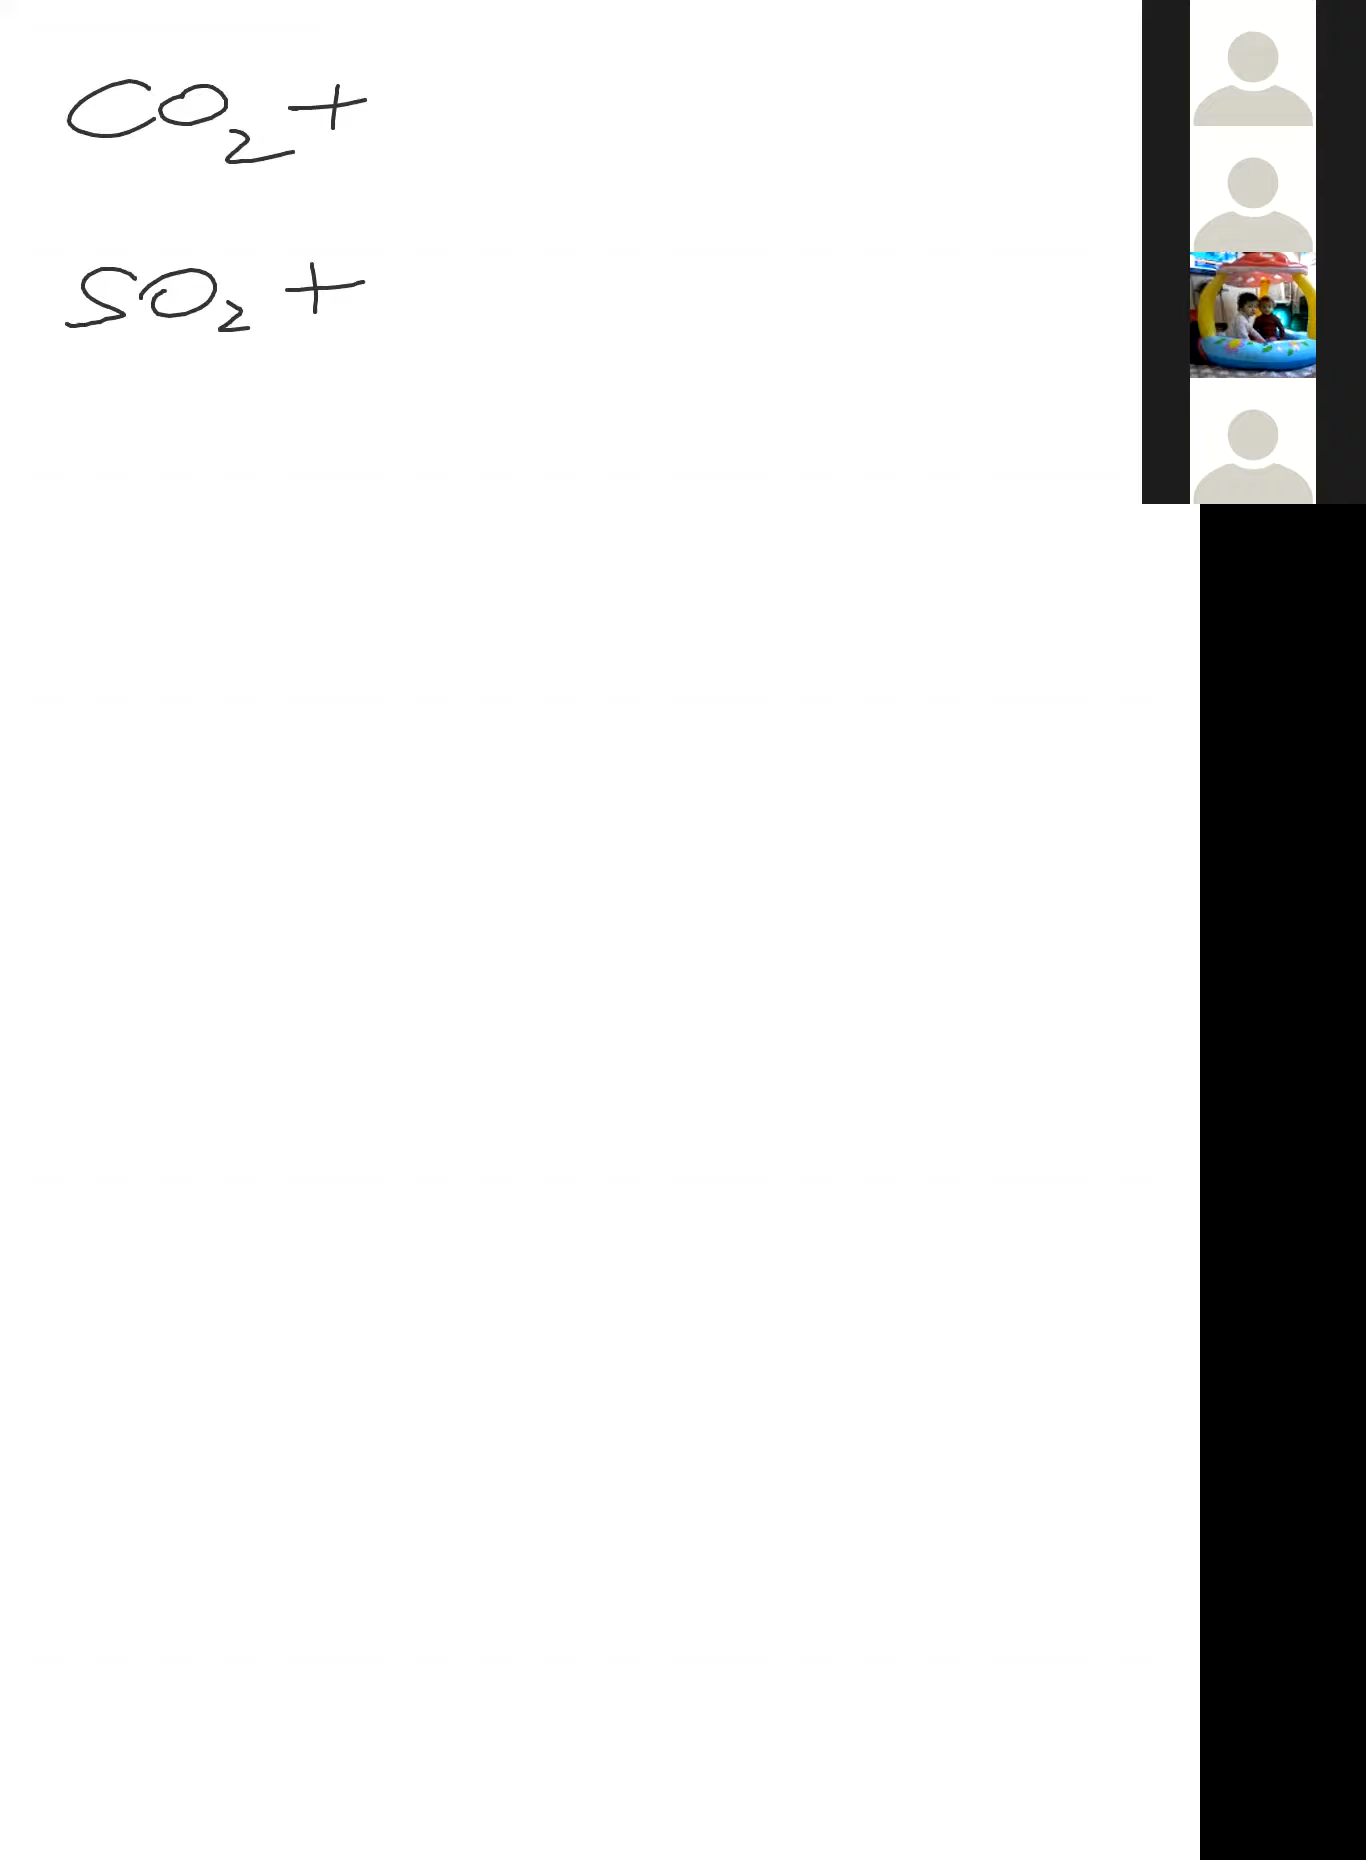 CO₂ +
SO₂ +